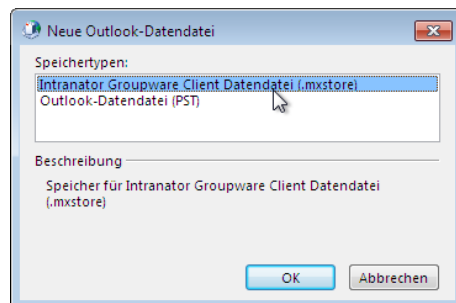 Neue Outlook-Datendatei
Speichertypen:
Intranator Groupware Client Datendatei (.mxstore)
Outlook-Datendatei (PST)
Beschreibung
Speicher für Intranator Groupware Client Datendatei
(.mxstore)
OK
Abbrechen